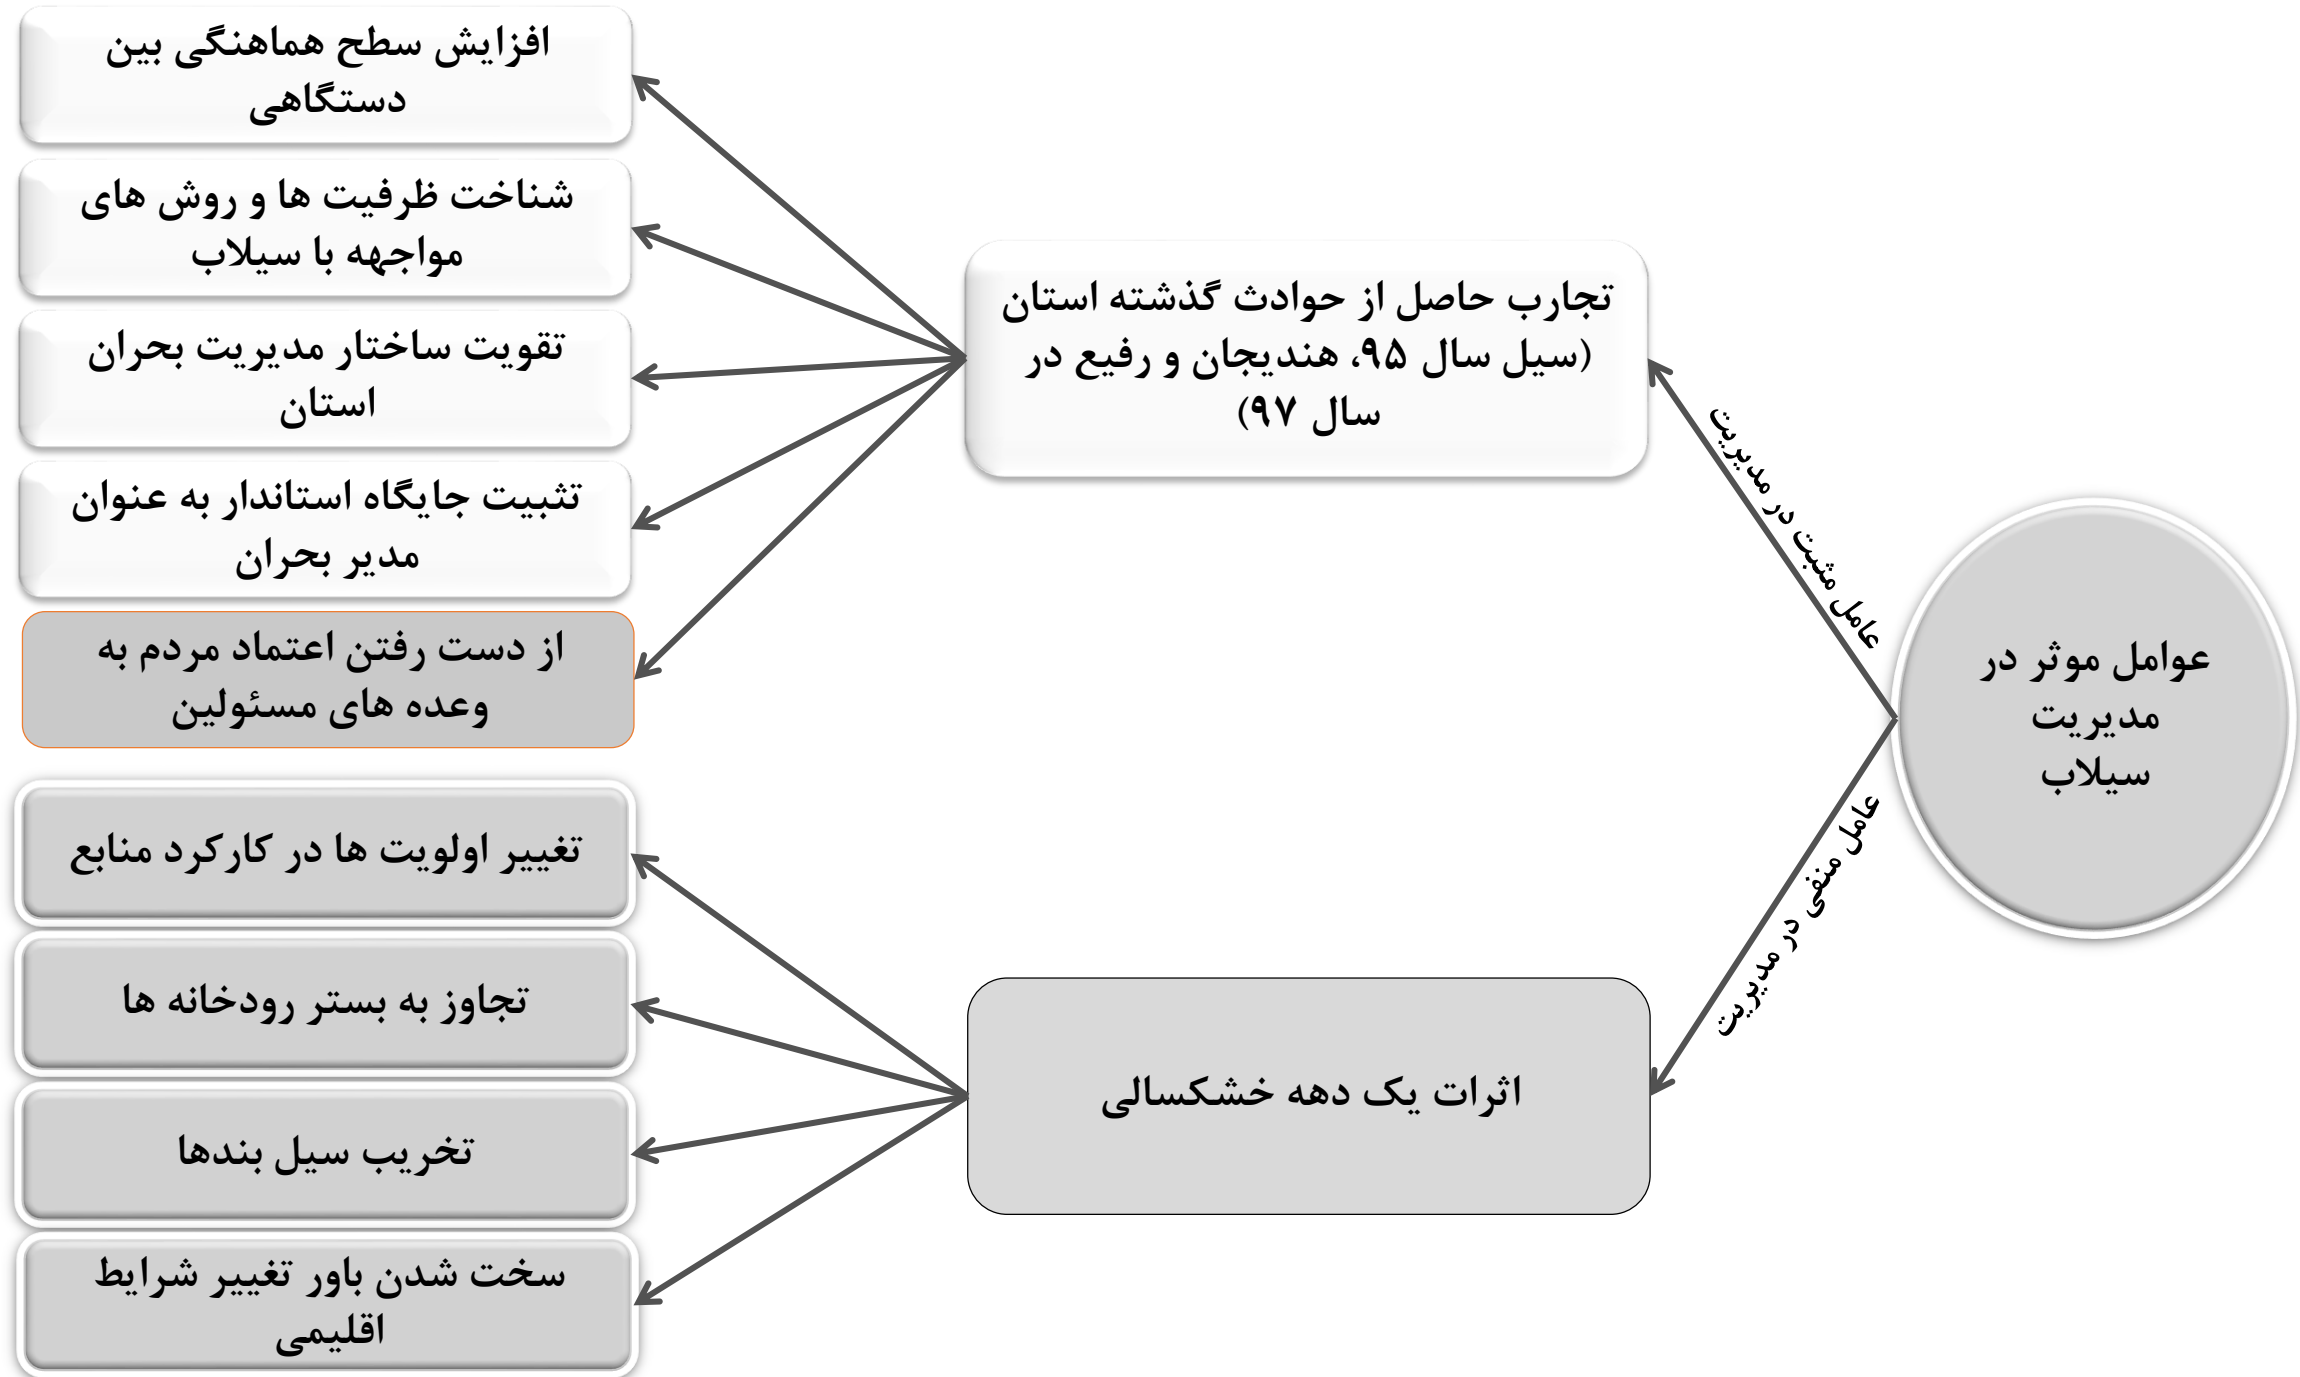 عوامل موثر در
مدیریت
سیلاب
عامل مثبت در مدیریت
عامل منفی در مدیریت
تجارب حاصل از حوادث گذشته استان
(سیل سال ۹۵، هندیجان و رفیع در
سال ۹۷)
افزایش سطح هماهنگی بین
دستگاهی
شناخت ظرفیت ها و روش های
مواجهه با سیلاب
تقویت ساختار مدیریت بحران
استان
تثبیت جایگاه استاندار به عنوان
مدیر بحران
از دست رفتن اعتماد مردم به
وعده های مسئولین
اثرات یک دهه خشکسالی
تغییر اولویت ها در کارکرد منابع
تجاوز به بستر رودخانه ها
تخریب سیل بندها
سخت شدن باور تغییر شرایط
اقلیمی